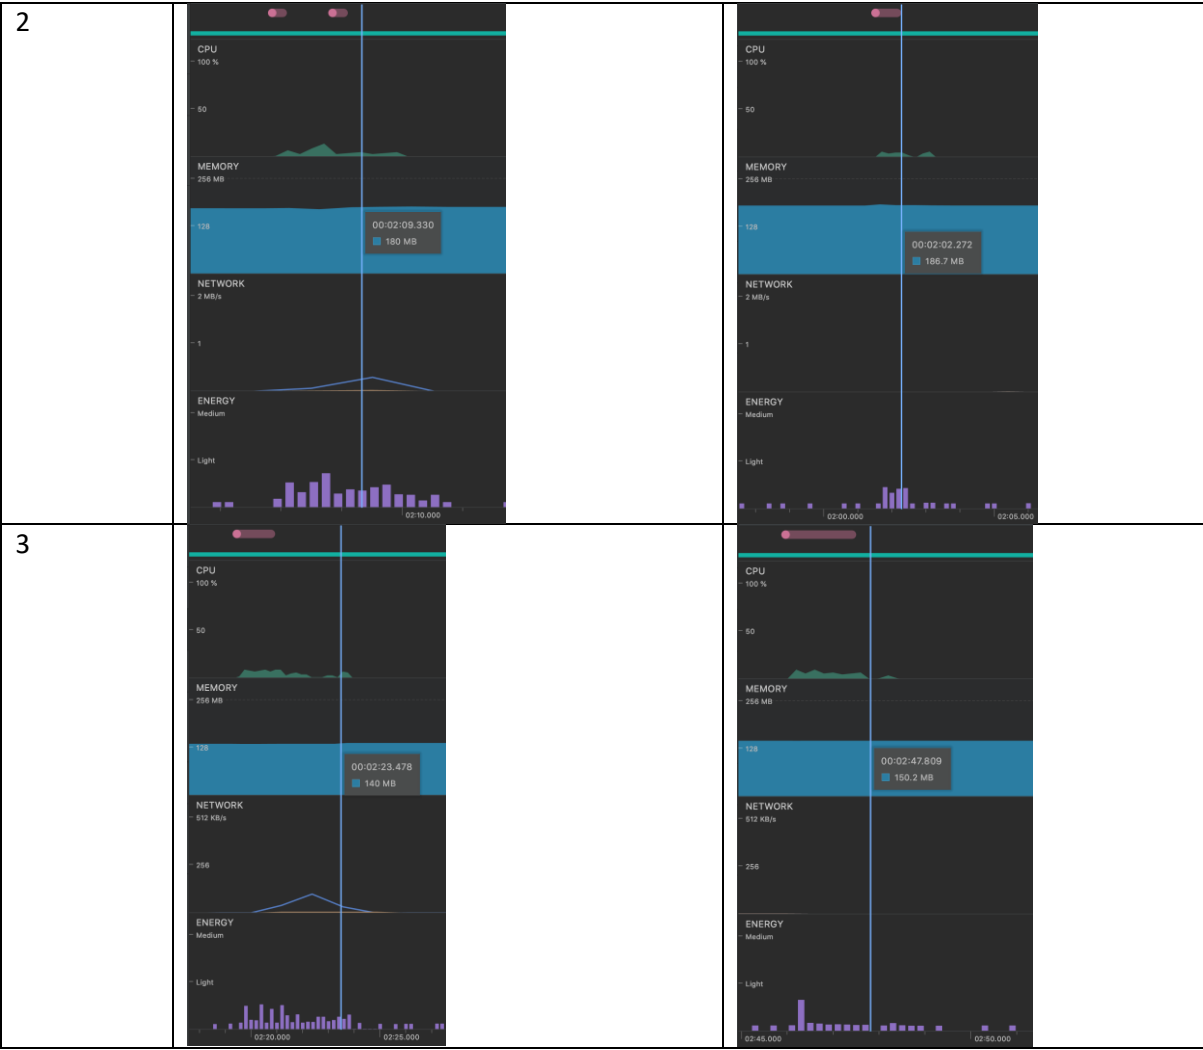 2
CPU
100 %
50
MEMORY
256 MB
128
00:02:09.330
180 MB
NETWORK
2 MB/s
1
ENERGY
Medium
Light
02:10.000
CPU
100 %
50
MEMORY
256 MB
128
00:02:02.272
186.7 MB
NETWORK
2 MB/s
1
ENERGY
Medium
Light
02:00.000
02:05.000
3
CPU
100 %
50
MEMORY
256 MB
128
00:02:23.478
140 MB
NETWORK
512 KB/s
256
ENERGY
Medium
Light
02:20.000
02:25.000
CPU
100 %
50
MEMORY
256 MB
128
00:02:47.809
150.2 MB
NETWORK
512 KB/s
256
ENERGY
Medium
Light
02:45.000
02:50.000